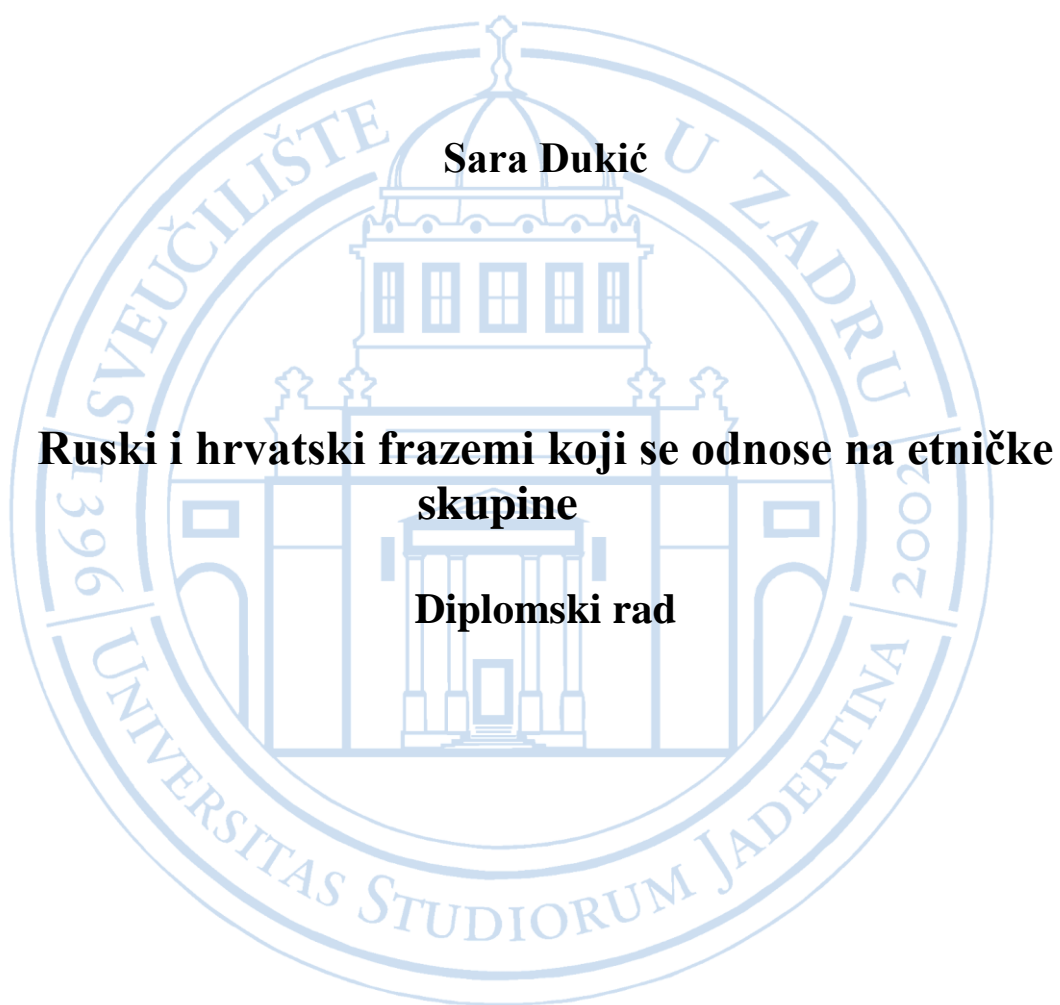 Sara Dukić
Ruski i hrvatski frazemi koji se odnose na etničke
skupine
Diplomski rad
SVEUČILIŠTE U ZADRU
1396
2002
UNIVERSITAS STUDIORUM JADERTINA